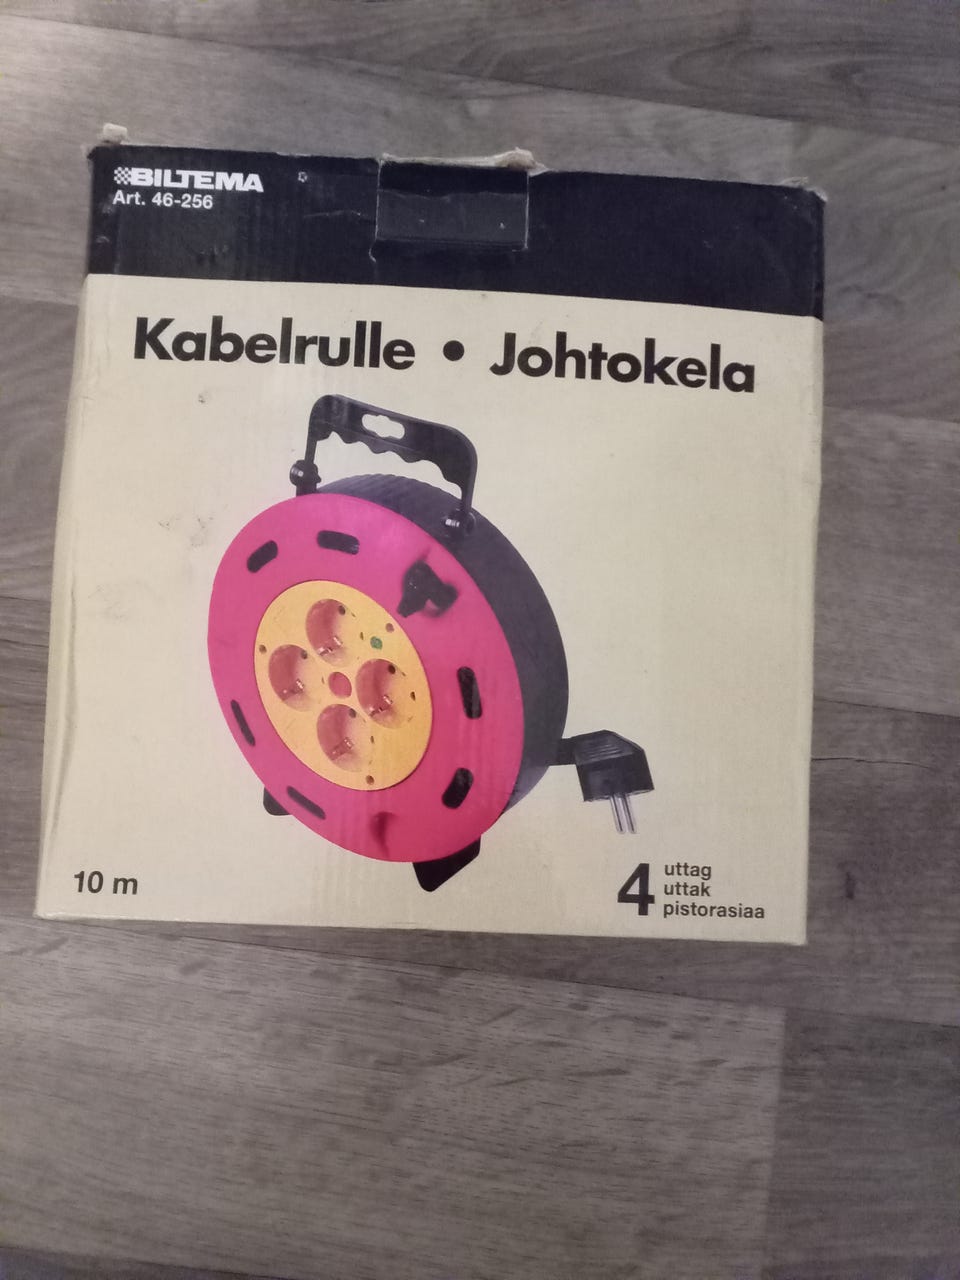 BILTEMA
Art. 46-256
Kabelrulle • Johtokela
10 m
4 uttag
uttak
pistorasiaa